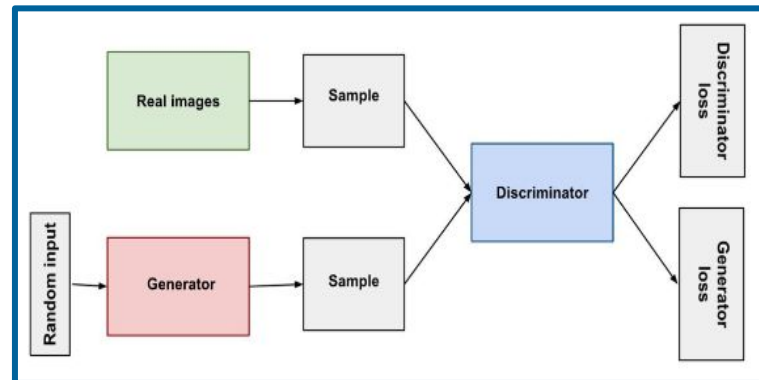 Real images
Sample
Discriminator
loss
Discriminator
Random input
Generator
Sample
Generator
loss